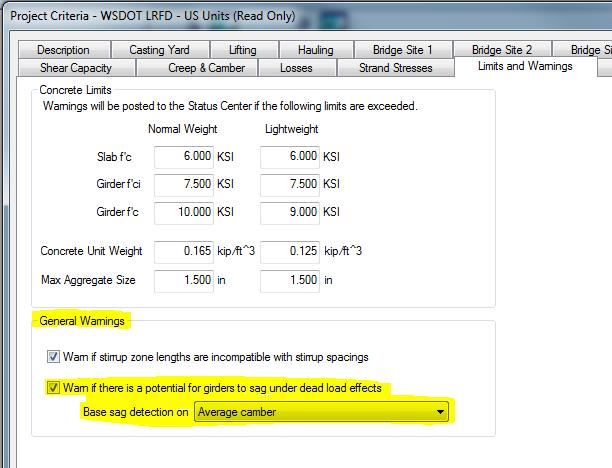 Project Criteria - WSDOT LRFD - US Units (Read Only)
Description Casting Yard Lifting Hauling Bridge Site 1 Bridge Site 2 Bridge Si
Shear Capacity Creep & Camber Losses Strand Stresses Limits and Warnings
Concrete Limits
Warnings will be posted to the Status Center if the following limits are exceeded.
Normal Weight Lightweight
Slab f'c 6.000 KSI 6.000 KSI
Girder f'ci 7.500 KSI 7.500 KSI
Girder f'c 10.000 KSI 9.000 KSI
Concrete Unit Weight 0.165 kip/ft^3 0.125 kip/ft^3
Max Aggregate Size 1.500 in 1.500 in
General Warnings
Warn if stirrup zone lengths are incompatible with stirrup spacings
Warn if there is a potential for girders to sag under dead load effects
Base sag detection on Average camber